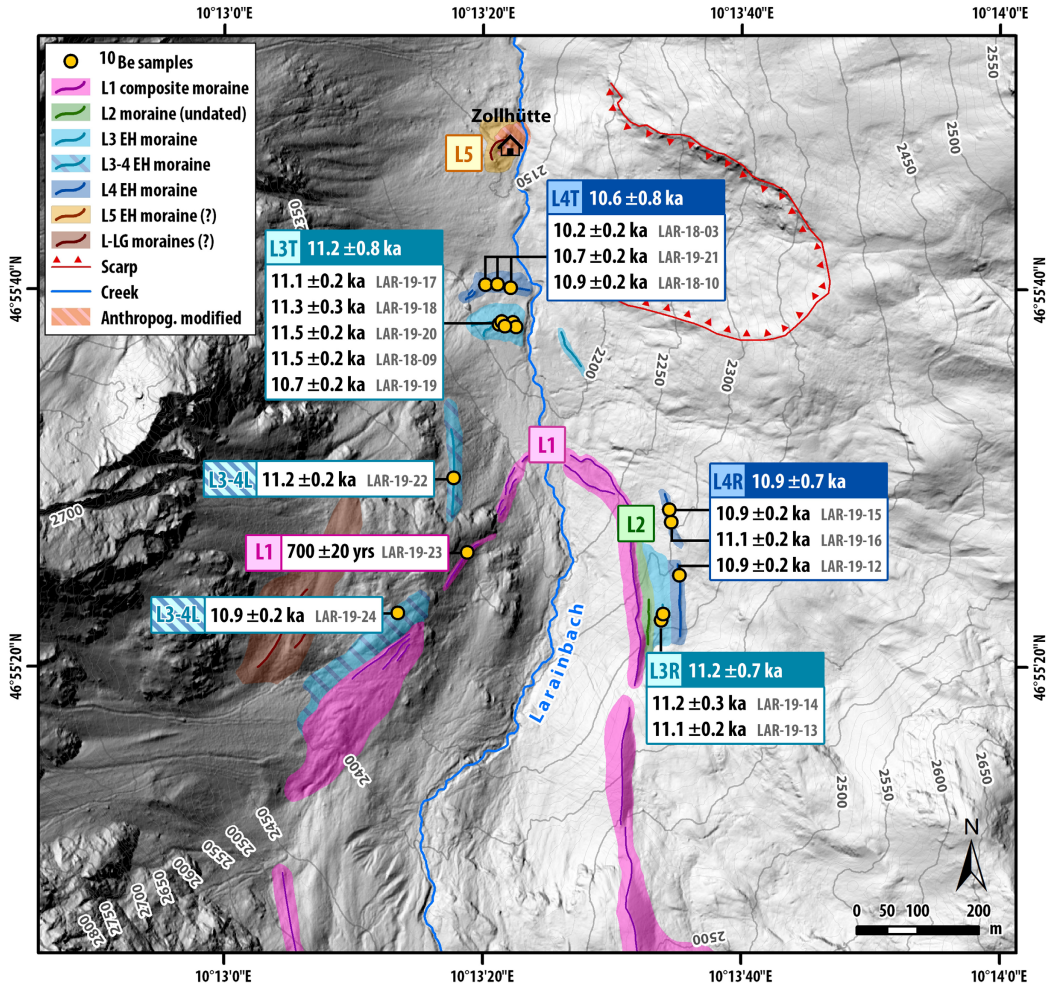 10°13'0"E
10°13'20"E
10°13'40"E
10°14'0"E
10Be samples
L1 composite moraine
L2 moraine (undated)
L3 EH moraine
L3-4 EH moraine
L4 EH moraine
L5 EH moraine (?)
L-LG moraines (?)
Scarp
Creek
Anthropog. modified
Zollhütte
L5
2150
2550
2500
2450
2350
L4T 10.6 ±0.8 ka
10.2 ±0.2 ka LAR-18-03
10.7 ±0.2 ka LAR-19-21
10.9 ±0.2 ka LAR-18-10
L3T 11.2 ±0.8 ka
11.1 ±0.2 ka LAR-19-17
11.3 ±0.3 ka LAR-19-18
11.5 ±0.2 ka LAR-19-20
11.5 ±0.2 ka LAR-18-09
10.7 ±0.2 ka LAR-19-19
46°55'40"N
46°55'40"N
2200
2250
2300
L1
L3-4L 11.2 ±0.2 ka LAR-19-22
2700
L4R 10.9 ±0.7 ka
10.9 ±0.2 ka LAR-19-15
11.1 ±0.2 ka LAR-19-16
10.9 ±0.2 ka LAR-19-12
L2
L1 700 ±20 yrs LAR-19-23
L3-4L 10.9 ±0.2 ka LAR-19-24
Larainbach
46°55'20"N
46°55'20"N
L3R 11.2 ±0.7 ka
11.2 ±0.3 ka LAR-19-14
11.1 ±0.2 ka LAR-19-13
2400
2450
2500
2550
2600
2650
2700
2750
2800
2500
2550
2600
2650
2500
N
0 50 100 200
m
10°13'0"E
10°13'20"E
10°13'40"E
10°14'0"E